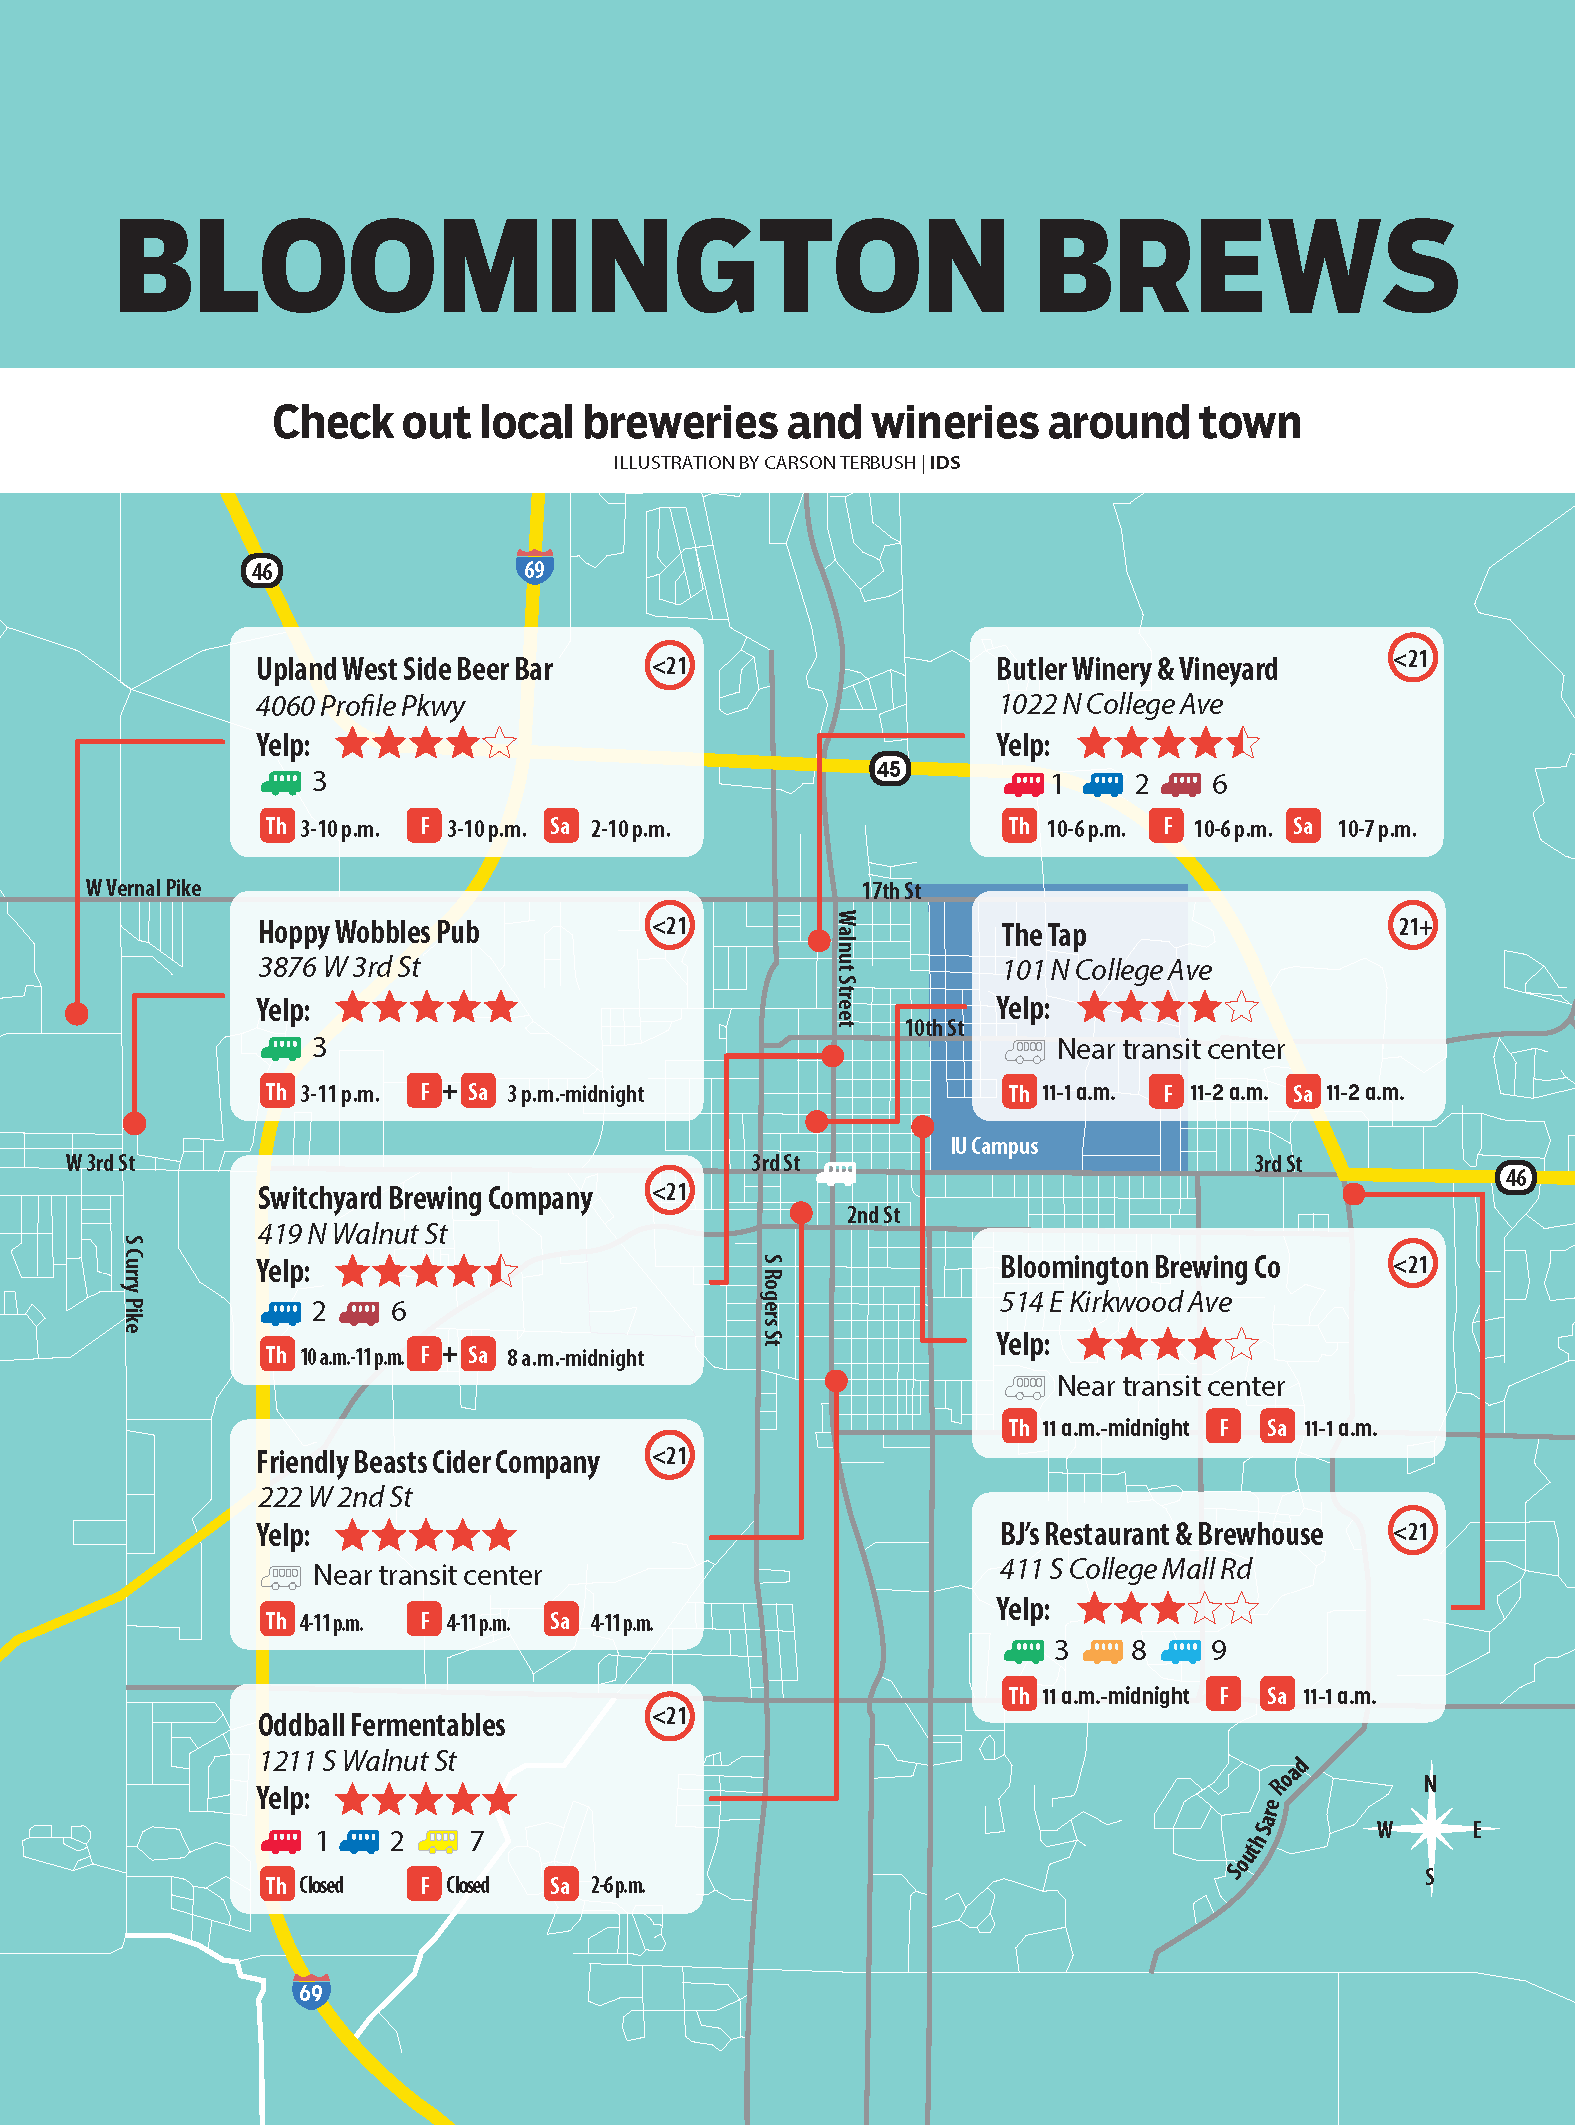 BLOOMINGTON BREWS
Check out local breweries and wineries around town
ILLUSTRATION BY CARSON TERBUSH | IDS
46
69
Upland West Side Beer Bar
<21
4060 Profile Pkwy
Yelp:
3
Th 3-10 p.m. F 3-10 p.m. Sa 2-10 p.m.
Butler Winery & Vineyard
<21
1022 N College Ave
Yelp:
1 2 6
Th 10-6 p.m. F 10-6 p.m. Sa 10-7 p.m.
45
W Vernal Pike
17th St
Walnut Street
Hoppy Wobbles Pub
<21
3876 W 3rd St
Yelp:
3
Th 3-11 p.m. F + Sa 3 p.m.-midnight
The Tap
21+
101 N College Ave
Yelp:
Near transit center
Th 11-1 a.m. F 11-2 a.m. Sa 11-2 a.m.
10th St
IU Campus
W 3rd St
3rd St
3rd St
46
2nd St
Switchyard Brewing Company
<21
419 N Walnut St
Yelp:
2 6
Th 10 a.m.-11 p.m. F + Sa 8 a.m.-midnight
S Curry Pike
S Rogers St
Bloomington Brewing Co
<21
514 E Kirkwood Ave
Yelp:
Near transit center
Th 11 a.m.-midnight F Sa 11-1 a.m.
Friendly Beasts Cider Company
<21
222 W 2nd St
Yelp:
Near transit center
Th 4-11 p.m. F 4-11 p.m. Sa 4-11 p.m.
BJ's Restaurant & Brewhouse
<21
411 S College Mall Rd
Yelp:
3 8 9
Th 11 a.m.-midnight F Sa 11-1 a.m.
Oddball Fermentables
<21
1211 S Walnut St
Yelp:
1 2 7
Th Closed F Closed Sa 2-6 p.m.
South Sare Road
N
W E
S
69